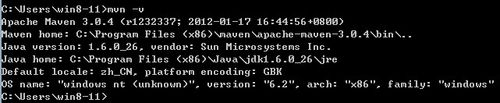 C:\Users\win8-11>mvn -v
Apache Maven 3.0.4 (r1232337; 2012-01-17 16:44:56+0800)
Maven home: C:\Program Files (x86)\maven\apache-maven-3.0.4\bin\..
Java version: 1.6.0_26, vendor: Sun Microsystems Inc.
Java home: C:\Program Files (x86)\Java\jdk1.6.0_26\jre
Default locale: zh_CN, platform encoding: GBK
OS name: "windows nt (unknown)", version: "6.2", arch: "x86", family: "windows"
C:\Users\win8-11>